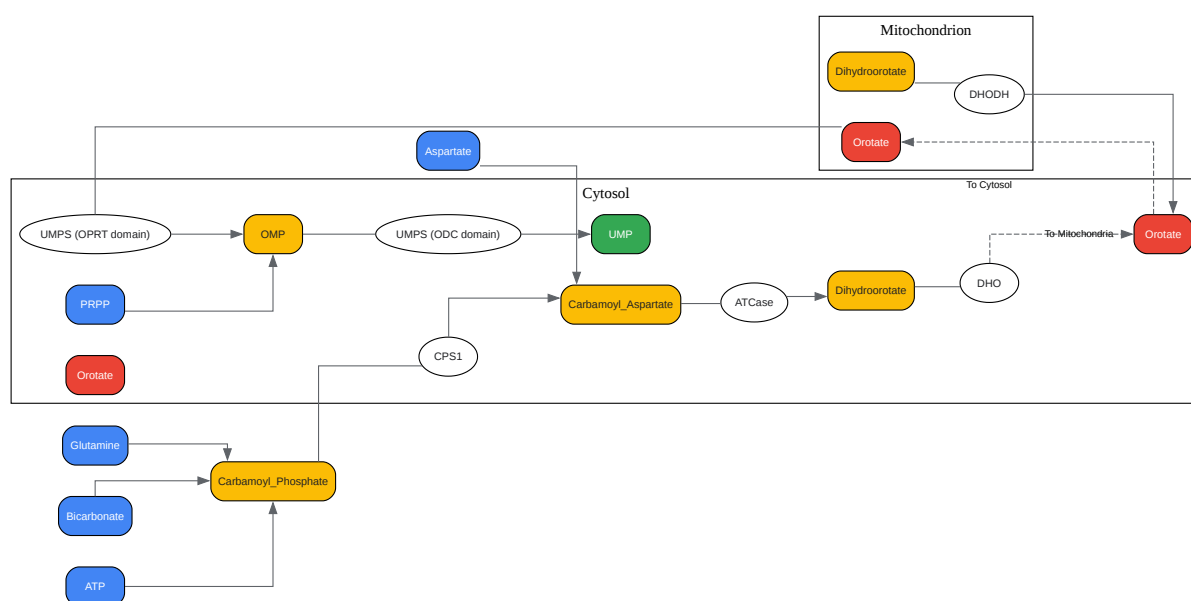 Mitochondrion
Dihydroorotate
DHODH
Aspartate
Orotate
To Cytosol
Cytosol
UMPS (OPRT domain)
OMP
UMPS (ODC domain)
UMP
To Mitochondria
Orotate
PRPP
Carbamoyl_Aspartate
ATCase
Dihydroorotate
DHO
CPS1
Orotate
Glutamine
Carbamoyl_Phosphate
Bicarbonate
ATP